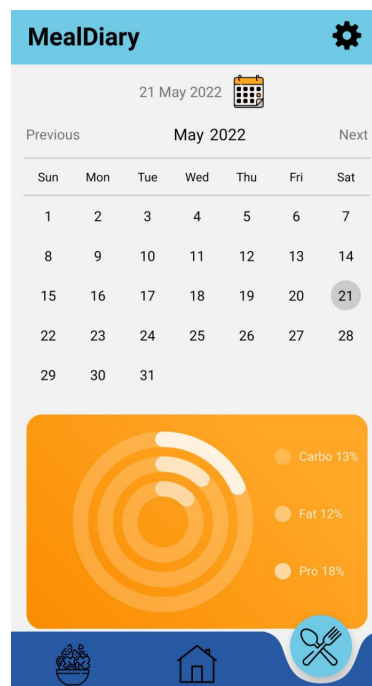 MealDiary
21 May 2022
Previous May 2022 Next
Sun Mon Tue Wed Thu Fri Sat
1 2 3 4 5 6 7
8 9 10 11 12 13 14
15 16 17 18 19 20 21
22 23 24 25 26 27 28
29 30 31
Carbo 13%
Fat 12%
Pro 18%